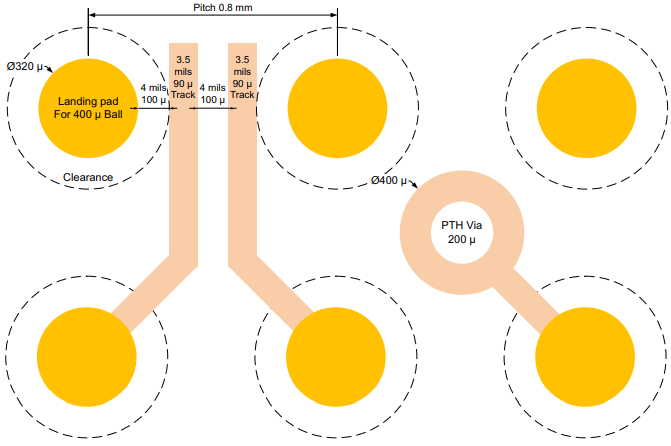 Pitch 0.8 mm
Ø320 μ
3.5
mils
90 μ
Track
3.5
mils
90 μ
Track
4 mils
100 μ
4 mils
100 μ
Landing pad
For 400 μ Ball
Clearance
Ø400 μ
PTH Via
200 μ